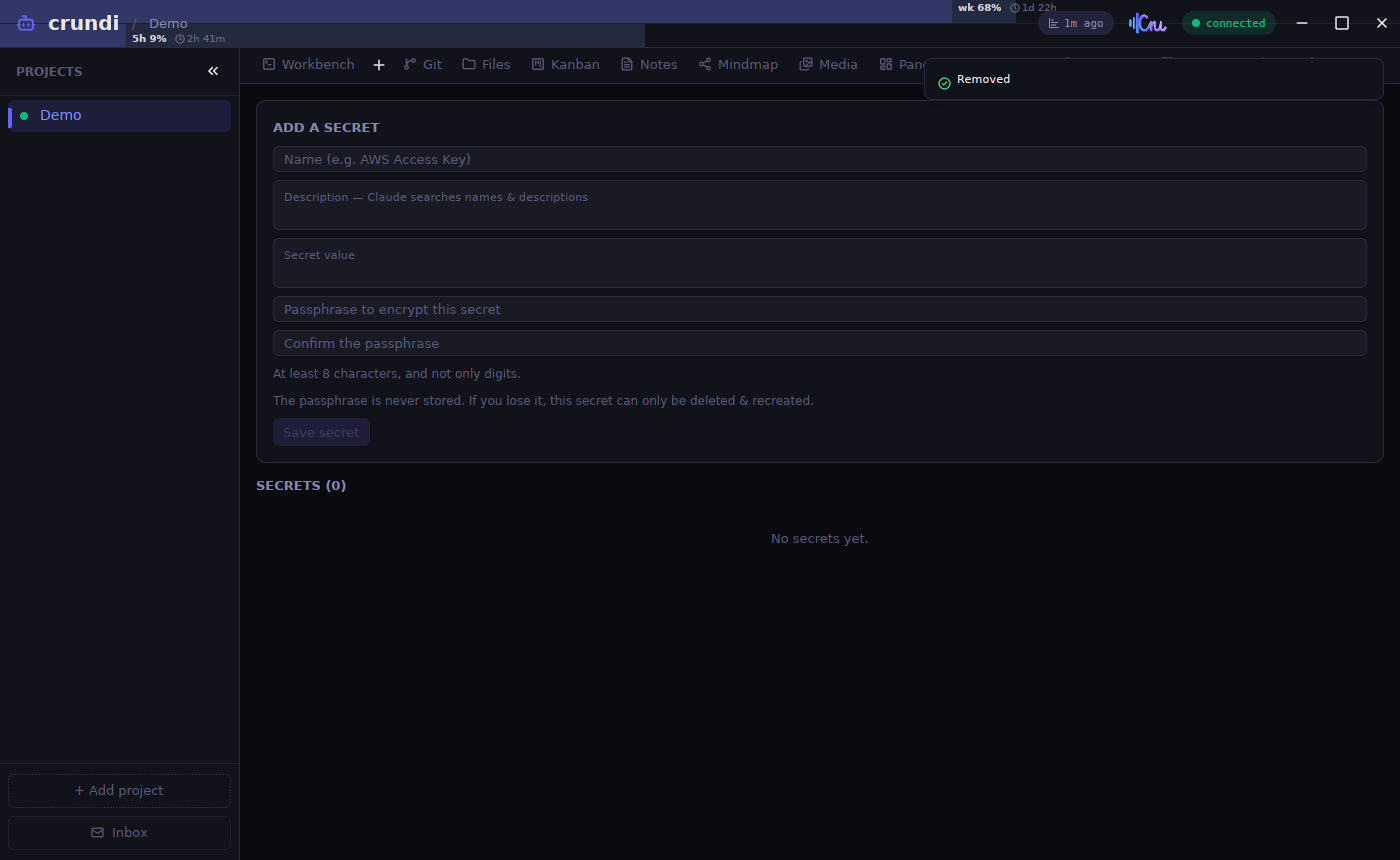 wk 68% 1d 22h
crundi / Demo
5h 9% 2h 41m
1m ago
Cru
connected
PROJECTS
Workbench
Git
Files
Kanban
Notes
Mindmap
Media
Removed
Demo
ADD A SECRET
Name (e.g. AWS Access Key)
Description — Claude searches names & descriptions
Secret value
Passphrase to encrypt this secret
Confirm the passphrase
At least 8 characters, and not only digits.
The passphrase is never stored. If you lose it, this secret can only be deleted & recreated.
Save secret
SECRETS (0)
No secrets yet.
+ Add project
Inbox